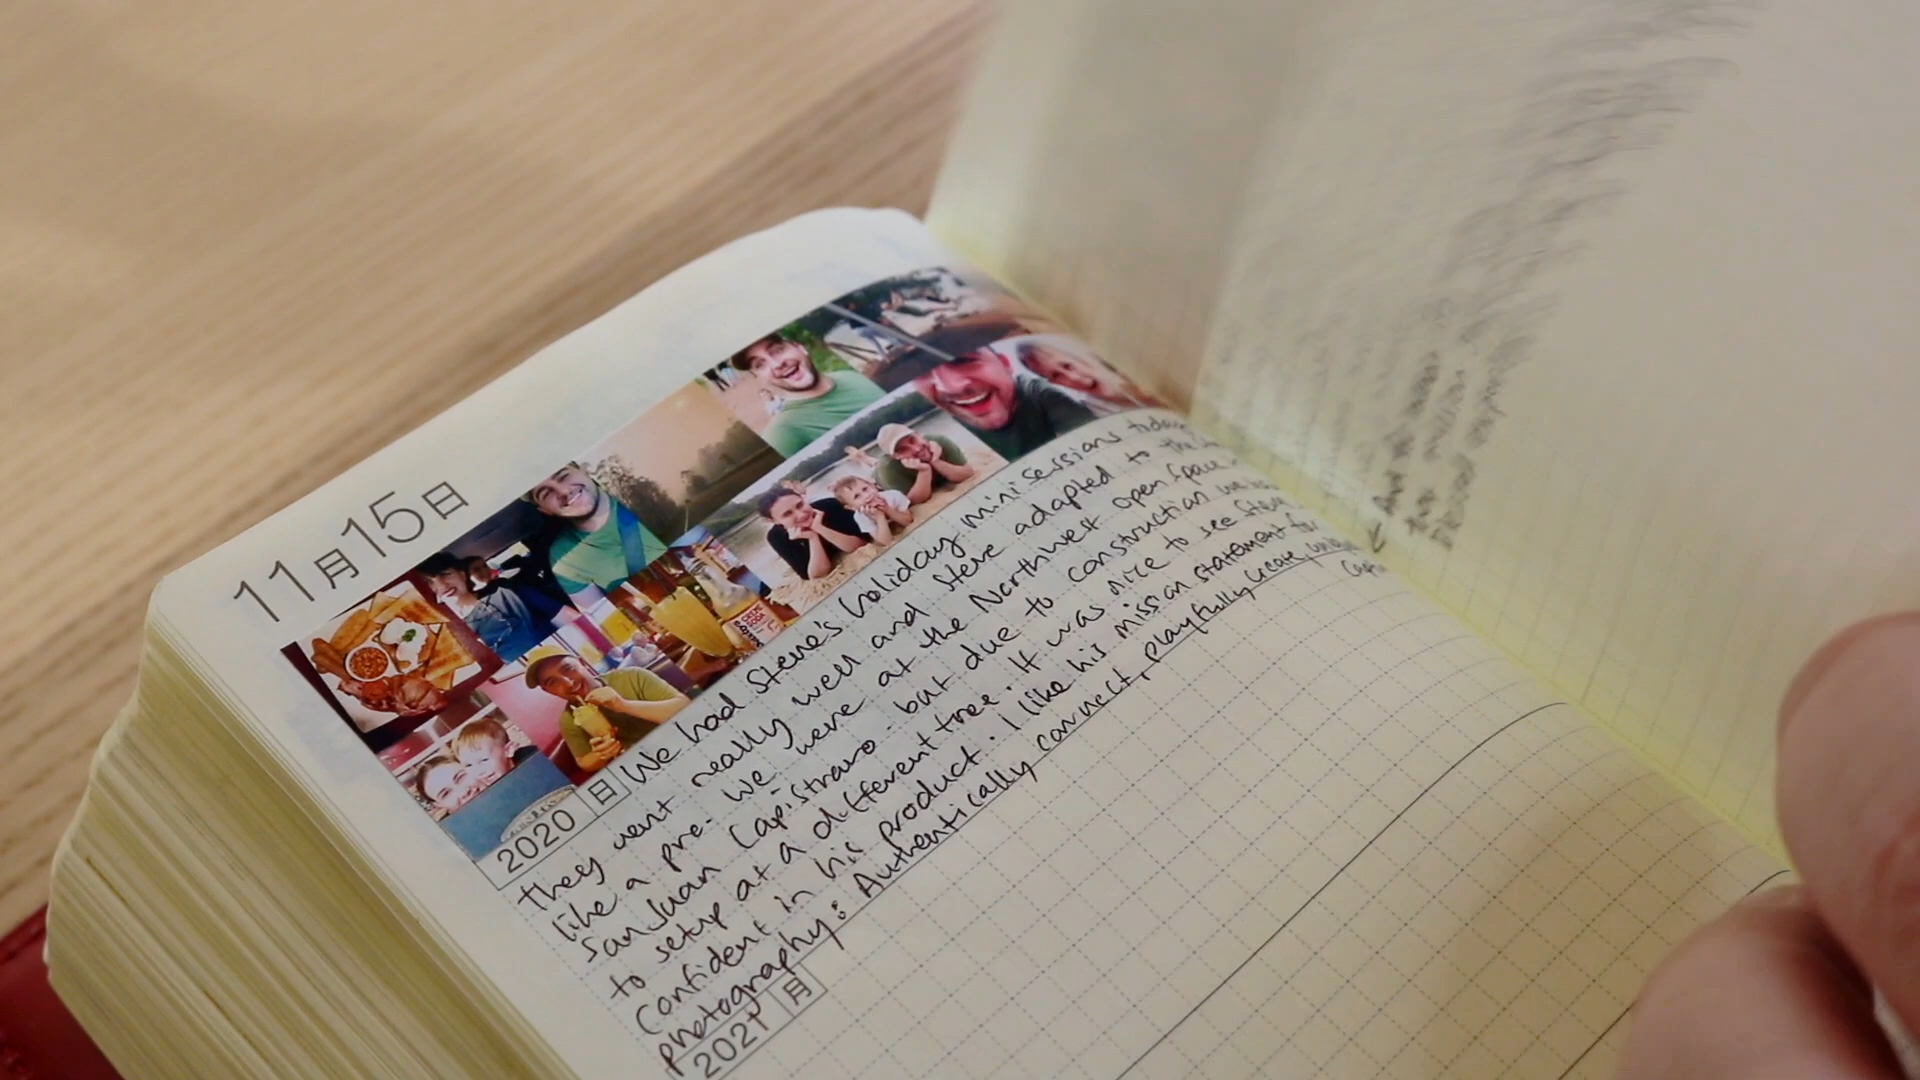 11月15日
2020 日 We had Steve's holiday mini sessions today
they went really well and Steve adapted to the
like a pre- we were at the Northwest Open Space
San Juan Capistrano - but due to construction we had
to setup at a different tree. It was nice to see Steve
confident in his product. I like his mission statement for
photography: Authentically connect, playfully create,
2021 月